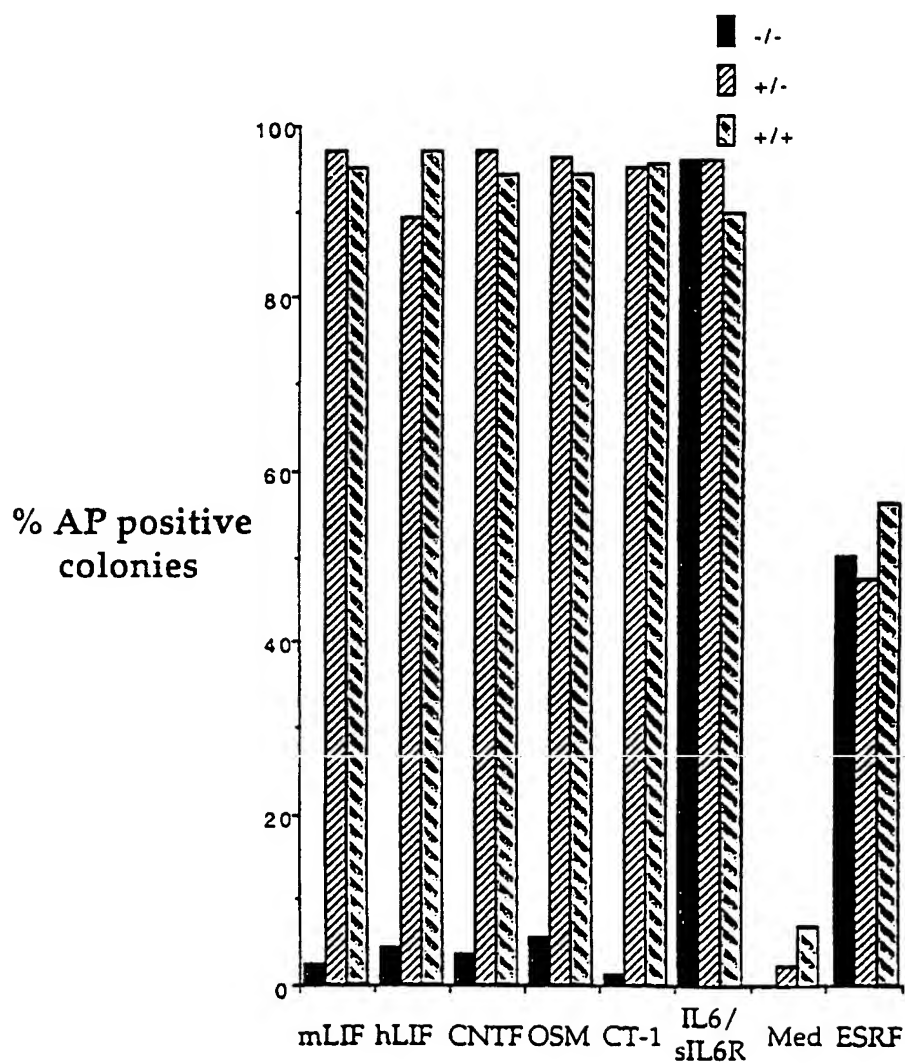 -/-
+/-
+/+
100
80
60
% AP positive
colonies
40
20
0
mLIF hLIF CNTF OSM CT-1 IL6/ Med ESRF
sIL6R